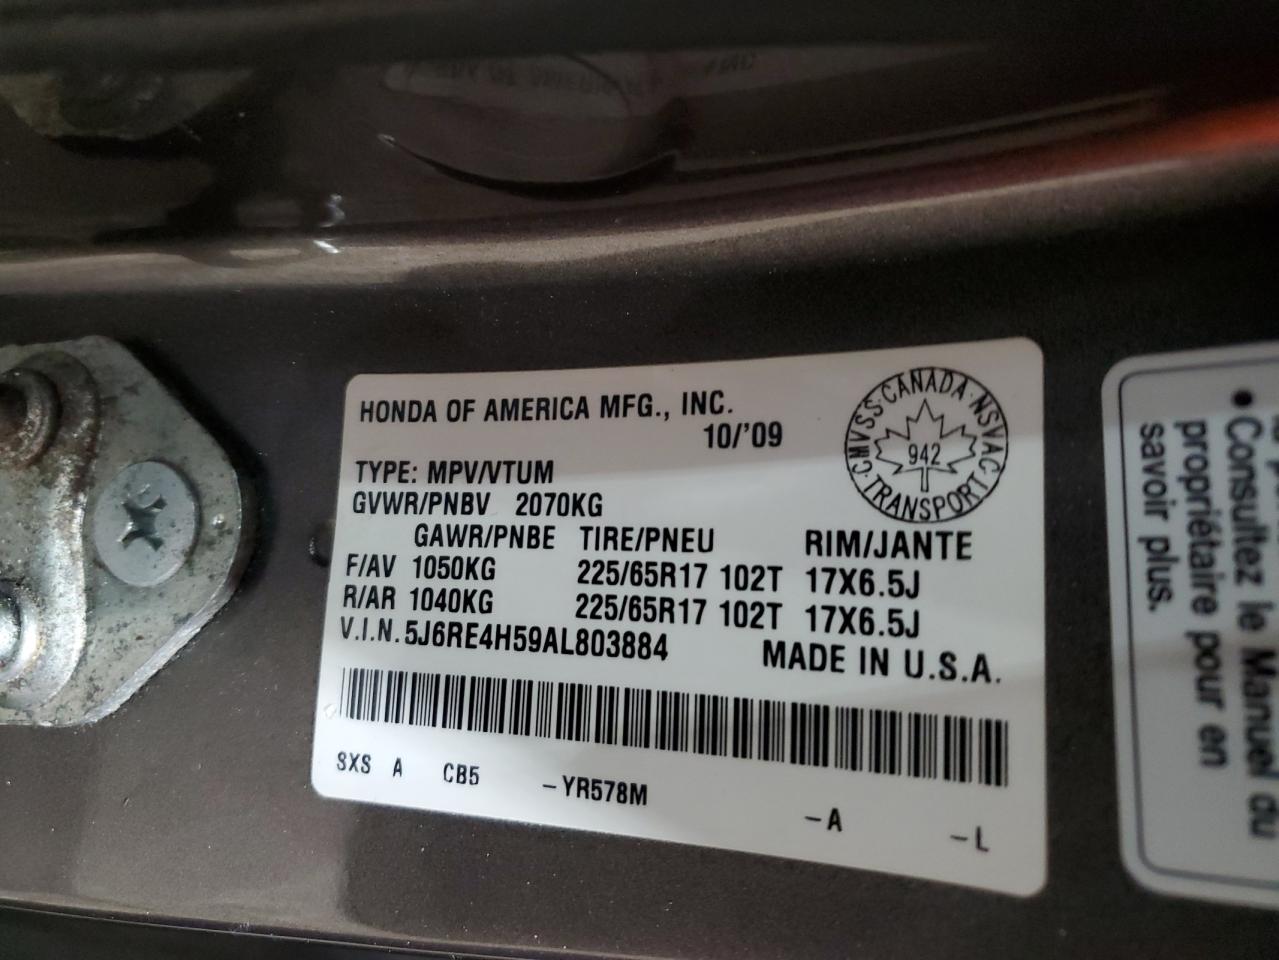 HONDA OF AMERICA MFG., INC.
10/'09
TYPE: MPV/VTUM
GVWR/PNBV 2070KG
GAWR/PNBE TIRE/PNEU RIM/JANTE
F/AV 1050KG 225/65R17 102T 17X6.5J
R/AR 1040KG 225/65R17 102T 17X6.5J
V.I.N. 5J6RE4H59AL803884 MADE IN U.S.A.
SXS A CB5 -YR578M -A -L
CMVSS·CANADA·NSVAC
942
TRANSPORT
• Consultez le Manuel du
propriétaire pour en
savoir plus.